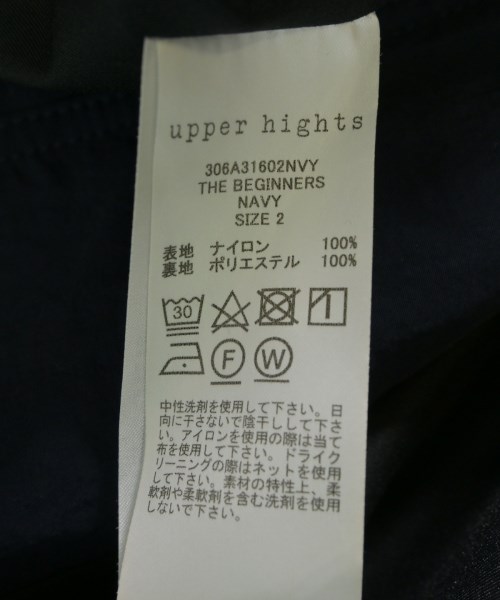 upper hights
306A31602NVY
THE BEGINNERS
NAVY
SIZE 2
表地 ナイロン 100%
裏地 ポリエステル 100%
30
F W
中性洗剤を使用して下さい。日
向に干さないで陰干しして下さ
い。アイロンを使用の際は当て
布を使用して下さい。ドライク
リーニングの際はネットを使用
して下さい。素材の特性上、柔
軟剤や柔軟剤を含む洗剤を使用
しないで下さい。